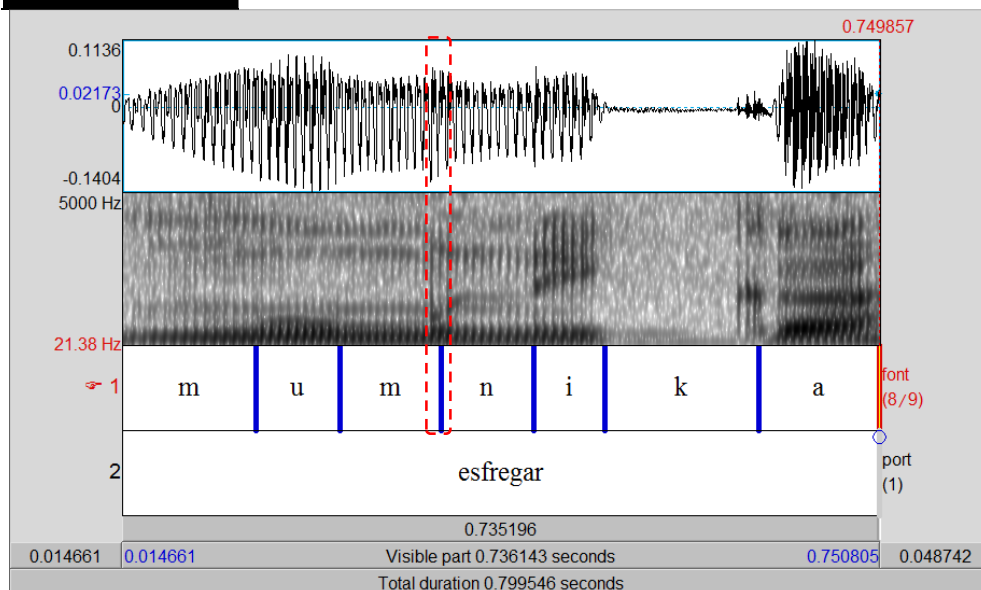 0.749857
0.1136
0.02173
0
-0.1404
5000 Hz
21.38 Hz
☞ 1 m u m n i k a font (8/9)
2 esfregar port (1)
0.735196
0.014661 0.014661 Visible part 0.736143 seconds 0.750805 0.048742
Total duration 0.799546 seconds